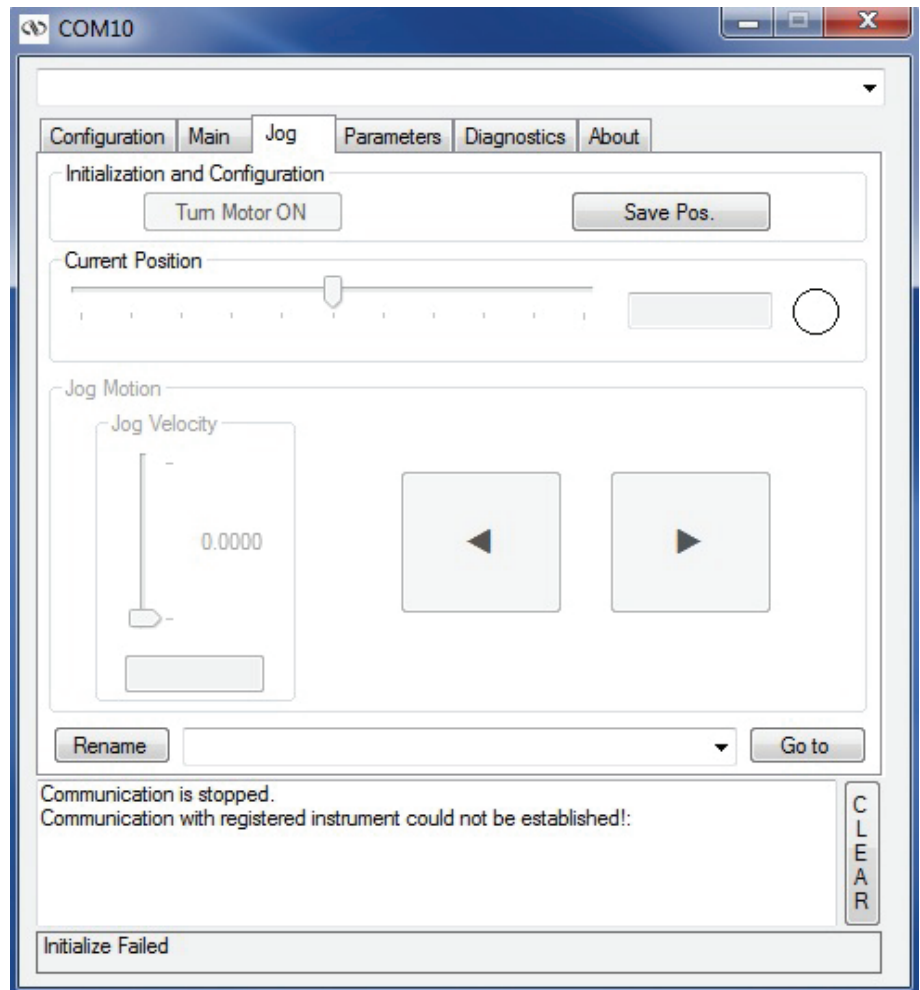 COM10
Configuration Main Jog Parameters Diagnostics About
Initialization and Configuration
Turn Motor ON Save Pos.
Current Position
Jog Motion
Jog Velocity
0.0000
Rename Go to
Communication is stopped.
Communication with registered instrument could not be established!:
CLEAR
Initialize Failed